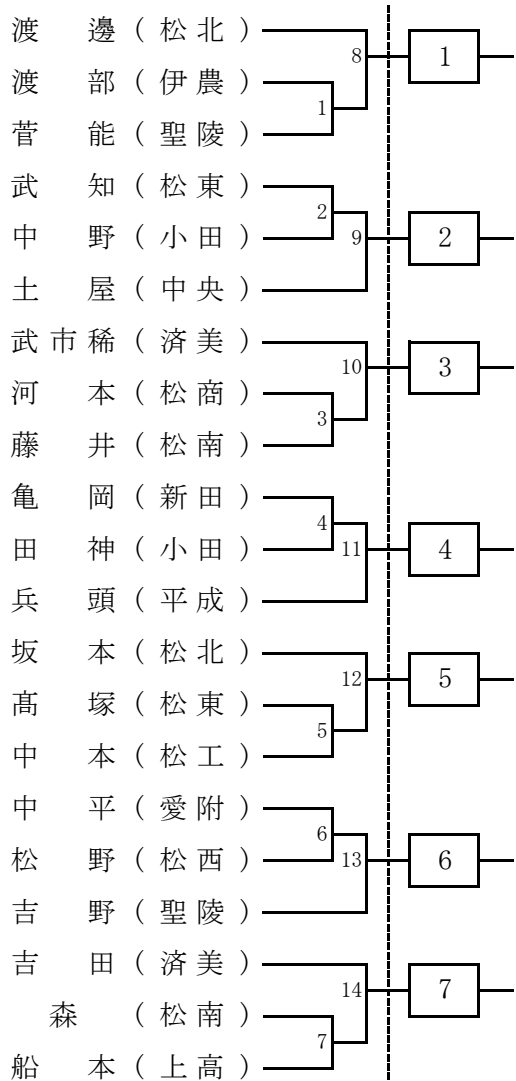 渡邊（松北）
8
1
渡部（伊農）
1
菅能（聖陵）
武知（松東）
2
中野（小田）
9
2
土屋（中央）
武市稀（済美）
10
3
河本（松商）
3
藤井（松南）
亀岡（新田）
4
田神（小田）
11
4
兵頭（平成）
坂本（松北）
12
5
髙塚（松東）
5
中本（松工）
中平（愛附）
6
松野（松西）
13
6
吉野（聖陵）
吉田（済美）
14
7
森（松南）
7
船本（上高）